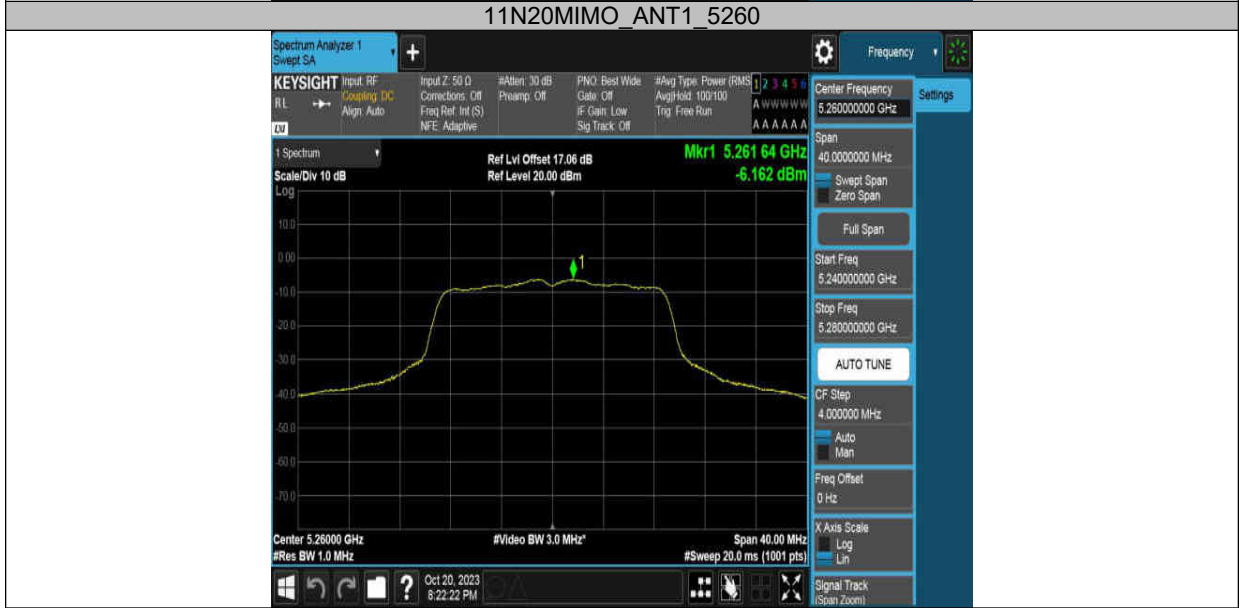 11N20MIMO_ANT1_5260
Spectrum Analyzer 1
Swept SA
Frequency
KEYSIGHT
RL
LXI
Input: RF
Coupling: DC
Align: Auto
Input Z: 50 Ω
Corrections: Off
Freq Ref: Int (S)
NFE: Adaptive
#Atten: 30 dB
Preamp: Off
PNO: Best Wide
Gate: Off
IF Gain: Low
Sig Track: Off
#Avg Type: Power (RMS
Avg|Hold: 100/100
Trig: Free Run
1 2 3 4 5 6
A W W W W W
A A A A A A
Center Frequency
5.260000000 GHz
Settings
1 Spectrum
Scale/Div 10 dB
Ref Lvl Offset 17.06 dB
Ref Level 20.00 dBm
Mkr1 5.261 64 GHz
-6.162 dBm
Log
10.0
0.00
-10.0
-20.0
-30.0
-40.0
-50.0
-60.0
-70.0
1
Center 5.26000 GHz
#Res BW 1.0 MHz
#Video BW 3.0 MHz*
Span 40.00 MHz
#Sweep 20.0 ms (1001 pts)
Span
40.0000000 MHz
Swept Span
Zero Span
Full Span
Start Freq
5.240000000 GHz
Stop Freq
5.280000000 GHz
AUTO TUNE
CF Step
4.000000 MHz
Auto
Man
Freq Offset
0 Hz
X Axis Scale
Log
Lin
Signal Track
(Span Zoom)
?
Oct 20, 2023
8:22:22 PM